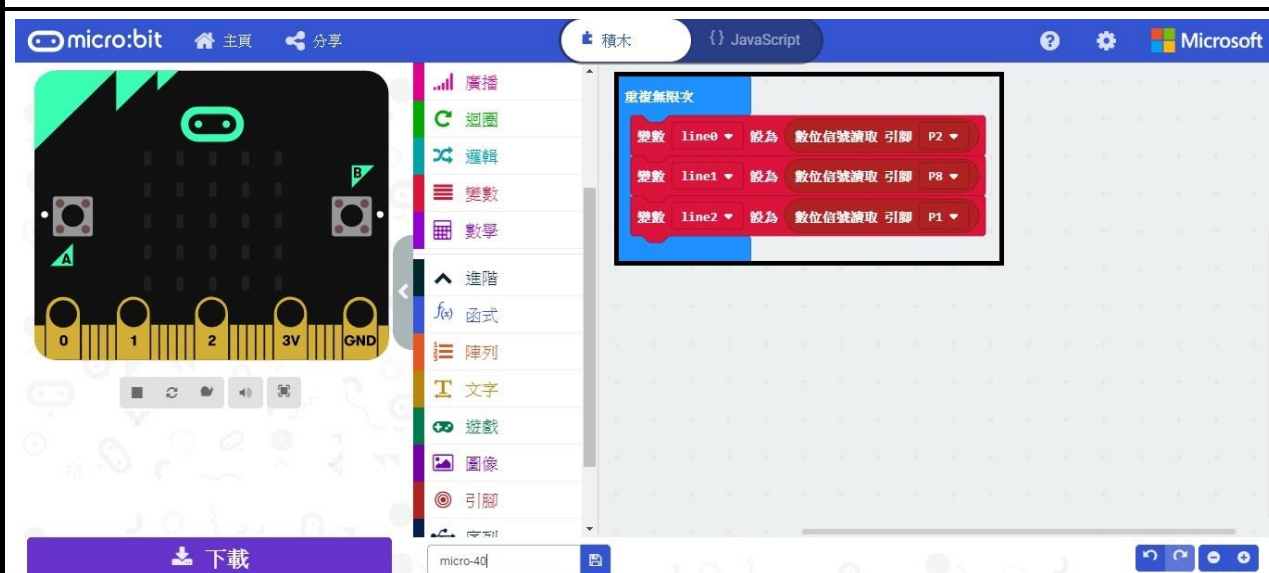 micro:bit 主頁 分享 積木 {} JavaScript ? Microsoft
廣播
迴圈
邏輯
變數
數學
進階
f(x) 函式
陣列
文字
遊戲
圖像
引腳
序列
重複無限次
變數 line0 設為 數位信號讀取 引腳 P2
變數 line1 設為 數位信號讀取 引腳 P8
變數 line2 設為 數位信號讀取 引腳 P1
B
A
0 1 2 3V GND
下載
micro-40